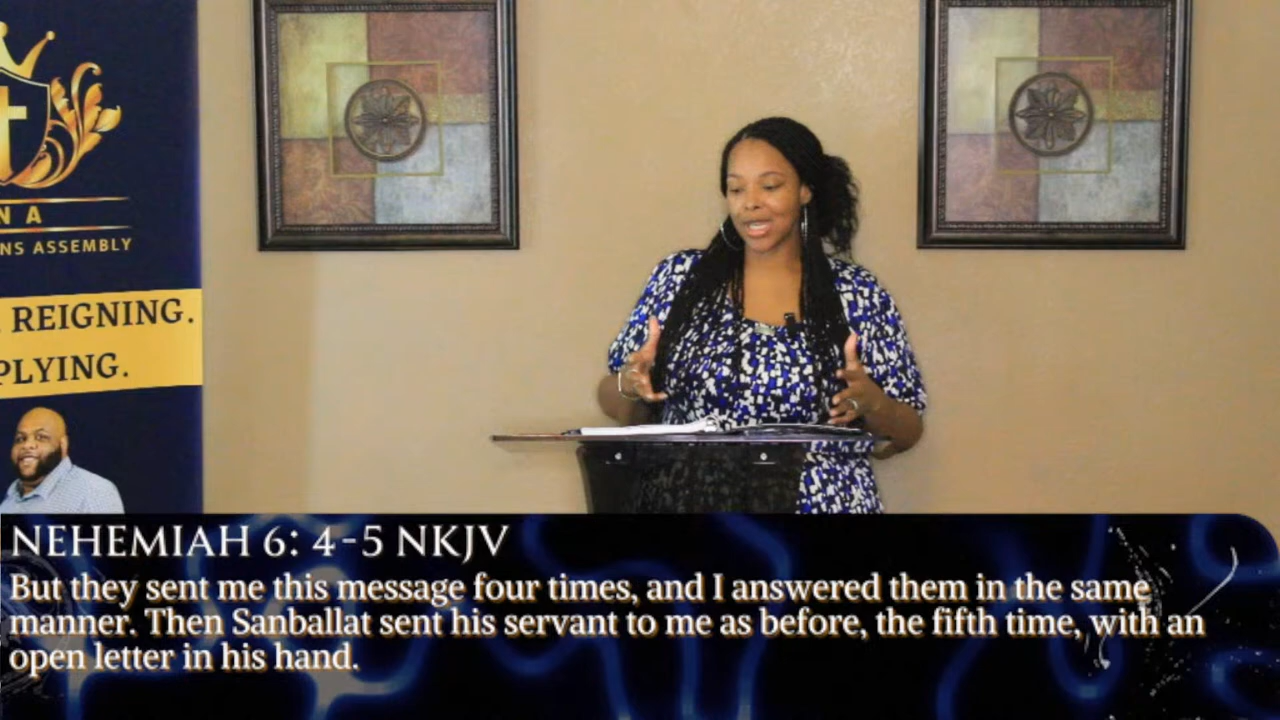 NA
NS ASSEMBLY
REIGNING.
PLYING.
NEHEMIAH 6: 4-5 NKJV
But they sent me this message four times, and I answered them in the same
manner. Then Sanballat sent his servant to me as before, the fifth time, with an
open letter in his hand.